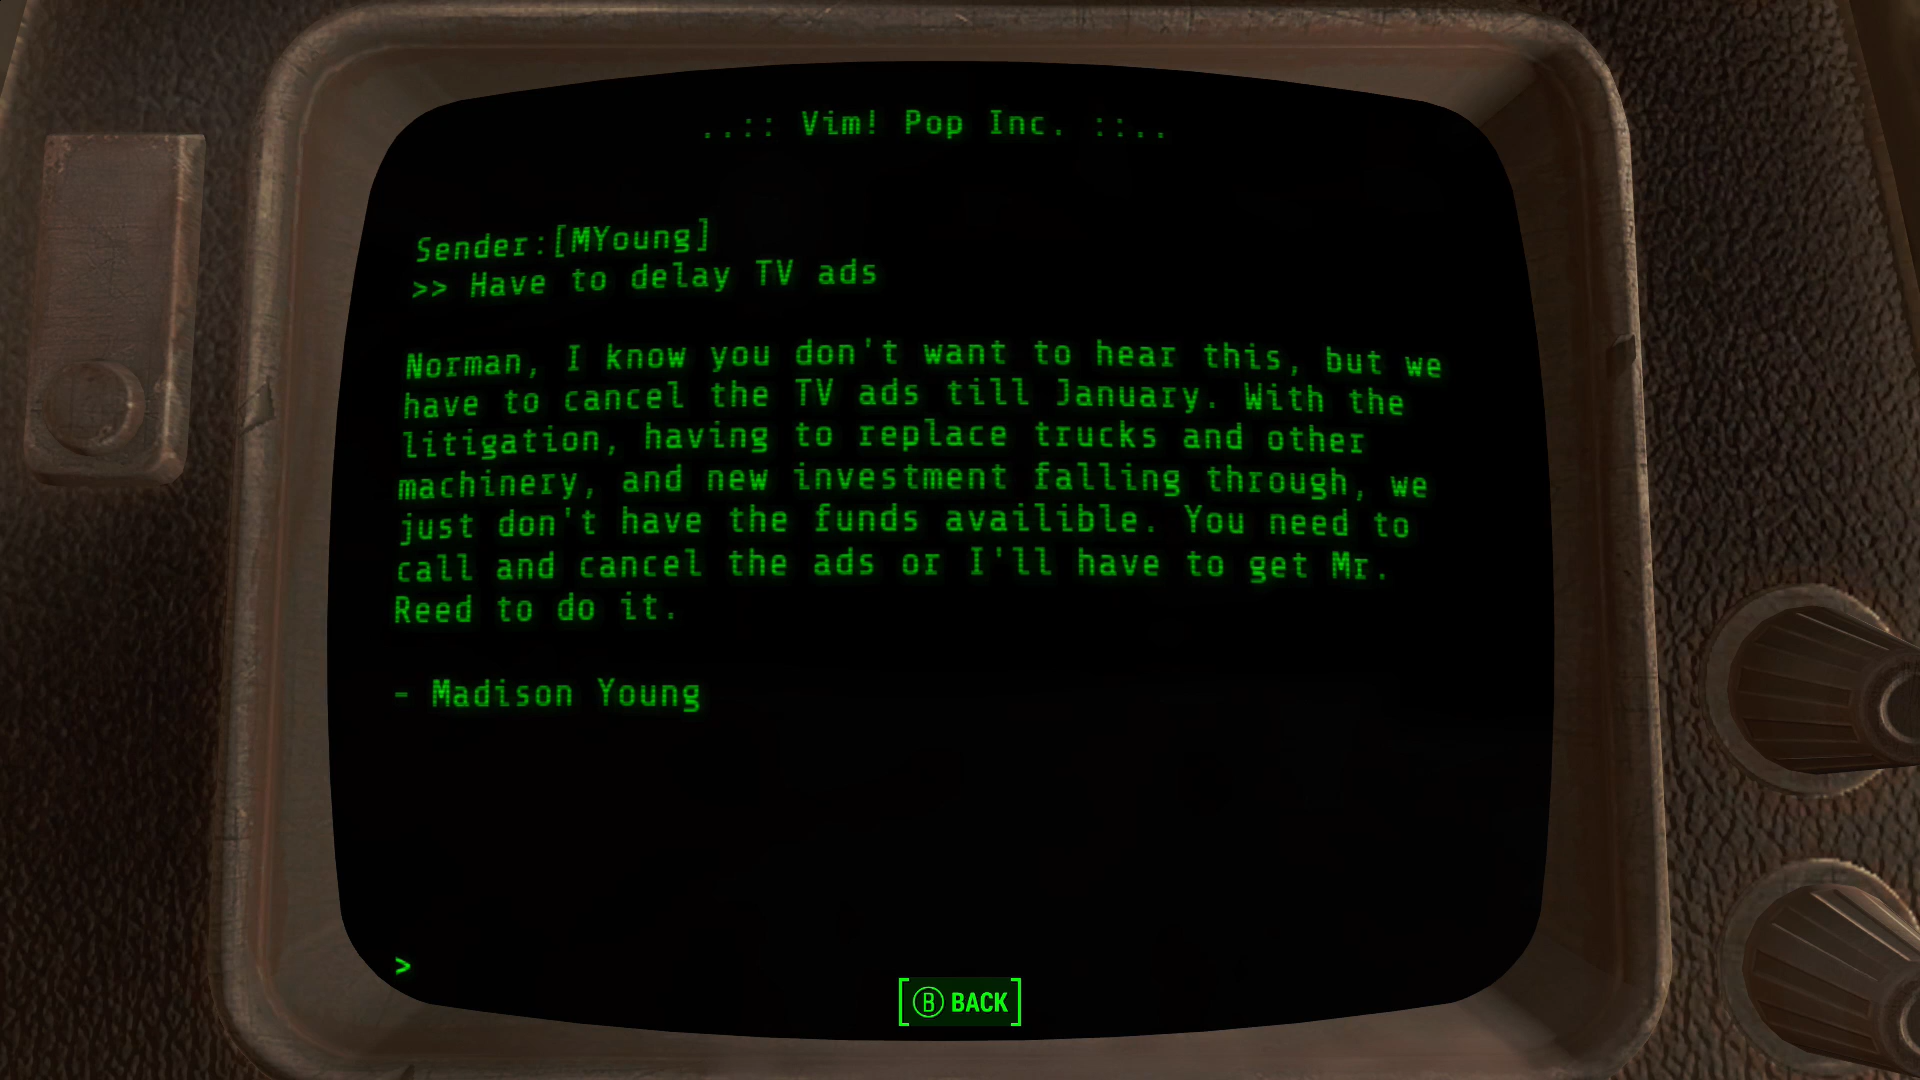 ..:: Vim! Pop Inc. ::..
Sender:[MYoung]
>> Have to delay TV ads
Norman, I know you don't want to hear this, but we
have to cancel the TV ads till January. With the
litigation, having to replace trucks and other
machinery, and new investment falling through, we
just don't have the funds availible. You need to
call and cancel the ads or I'll have to get Mr.
Reed to do it.
- Madison Young
>
[Ⓑ BACK]